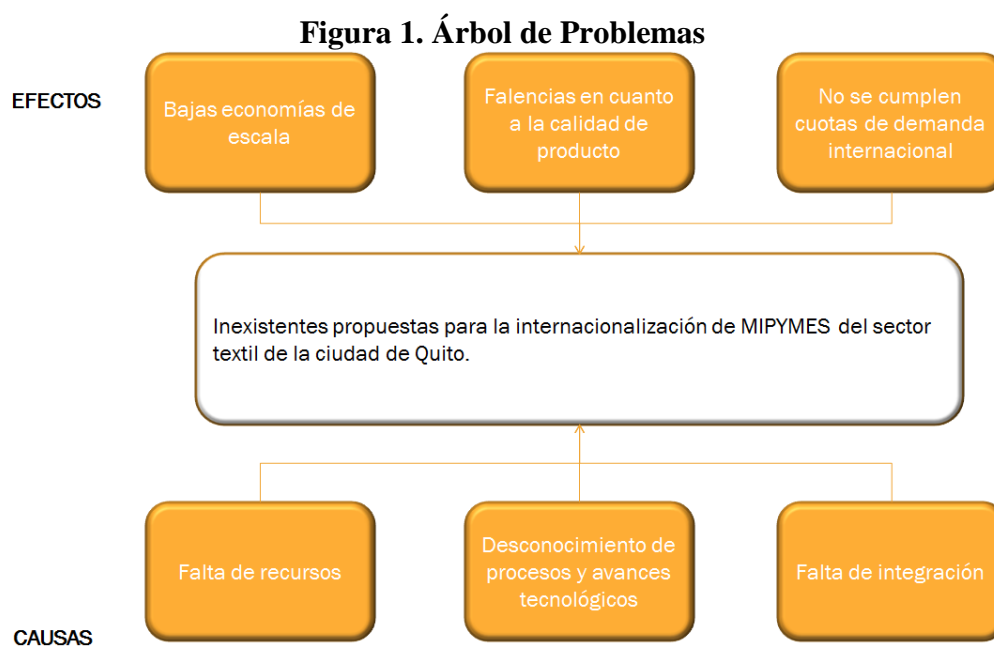 Figura 1. Árbol de Problemas
EFECTOS
Bajas economías de
escala
Falencias en cuanto
a la calidad de
producto
No se cumplen
cuotas de demanda
internacional
Inexistentes propuestas para la internacionalización de MIPYMES del sector
textil de la ciudad de Quito.
Falta de recursos
Desconocimiento de
procesos y avances
tecnológicos
Falta de integración
CAUSAS